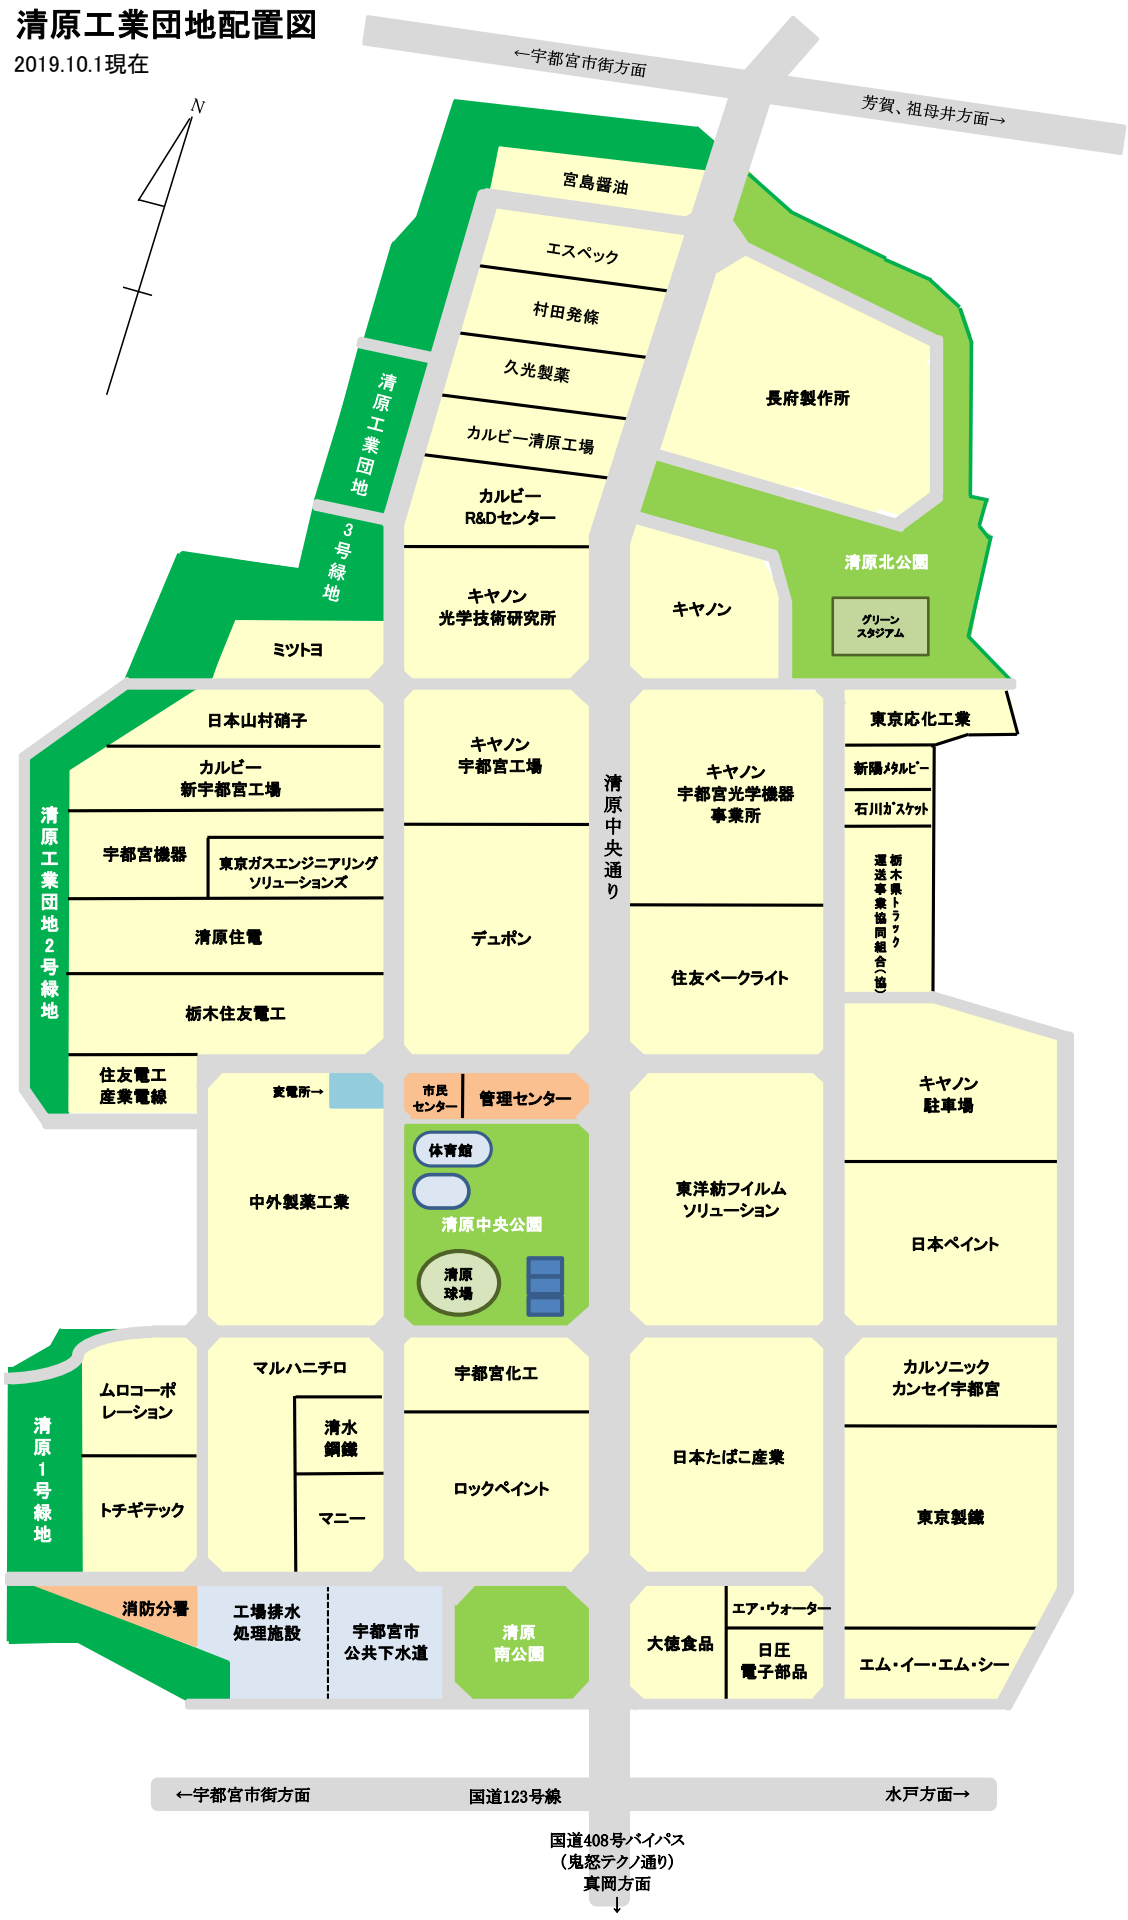 清原工業団地配置図
2019.10.1現在
N
←宇都宮市街方面
芳賀、祖母井方面→
宮島醤油
エスペック
村田発條
久光製薬
カルビー清原工場
カルビー
R&Dセンター
キヤノン
光学技術研究所
長府製作所
清原工業団地
3号緑地
清原北公園
グリーン
スタジアム
キヤノン
ミツトヨ
日本山村硝子
カルビー
新宇都宮工場
宇都宮機器
東京ガスエンジニアリング
ソリューションズ
清原住電
栃木住友電工
住友電工
産業電線
清原工業団地2号緑地
キヤノン
宇都宮工場
デュポン
清原中央通り
キヤノン
宇都宮光学機器
事業所
住友ベークライト
東京応化工業
新陽メタルビー
石川ガスケット
栃木県トラック
運送事業協同組合(協)
変電所→
市民
センター
管理センター
中外製薬工業
体育館
清原中央公園
清原
球場
東洋紡フイルム
ソリューション
キヤノン
駐車場
日本ペイント
清原1号緑地
ムロコーポ
レーション
トチギテック
マルハニチロ
清水
鋼鐵
マニー
宇都宮化工
ロックペイント
日本たばこ産業
カルソニック
カンセイ宇都宮
東京製鐵
消防分署
工場排水
処理施設
宇都宮市
公共下水道
清原
南公園
大徳食品
エア・ウォーター
日圧
電子部品
エム・イー・エム・シー
←宇都宮市街方面
国道123号線
水戸方面→
国道408号バイパス
（鬼怒テクノ通り）
真岡方面
↓